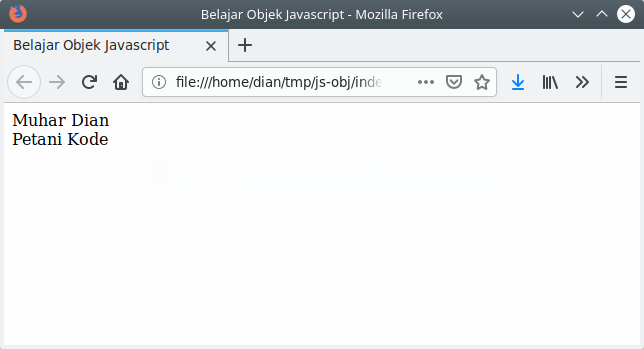 Belajar Objek Javascript - Mozilla Firefox
Belajar Objek Javascript
file:///home/dian/tmp/js-obj/inde
Muhar Dian
Petani Kode